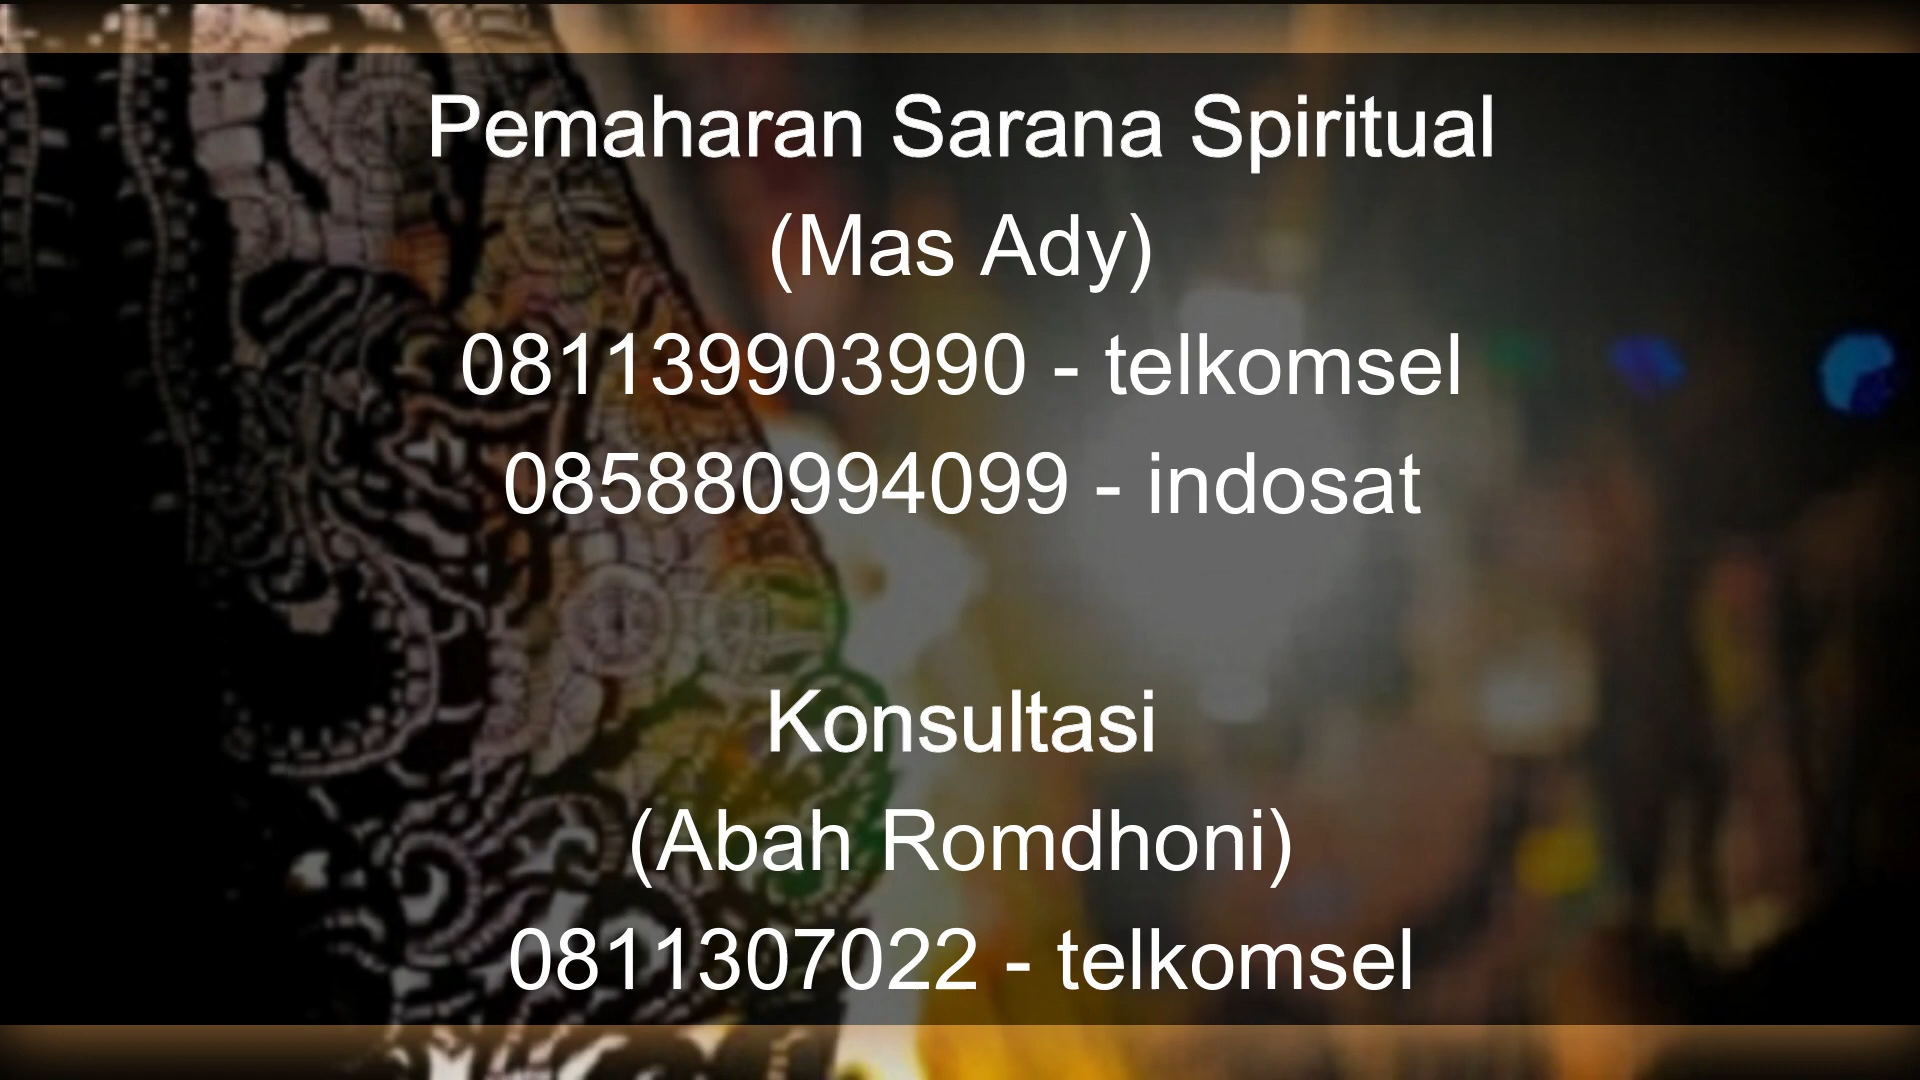 Pemaharan Sarana Spiritual
(Mas Ady)
081139903990 - telkomsel
085880994099 - indosat
Konsultasi
(Abah Romdhoni)
0811307022 - telkomsel